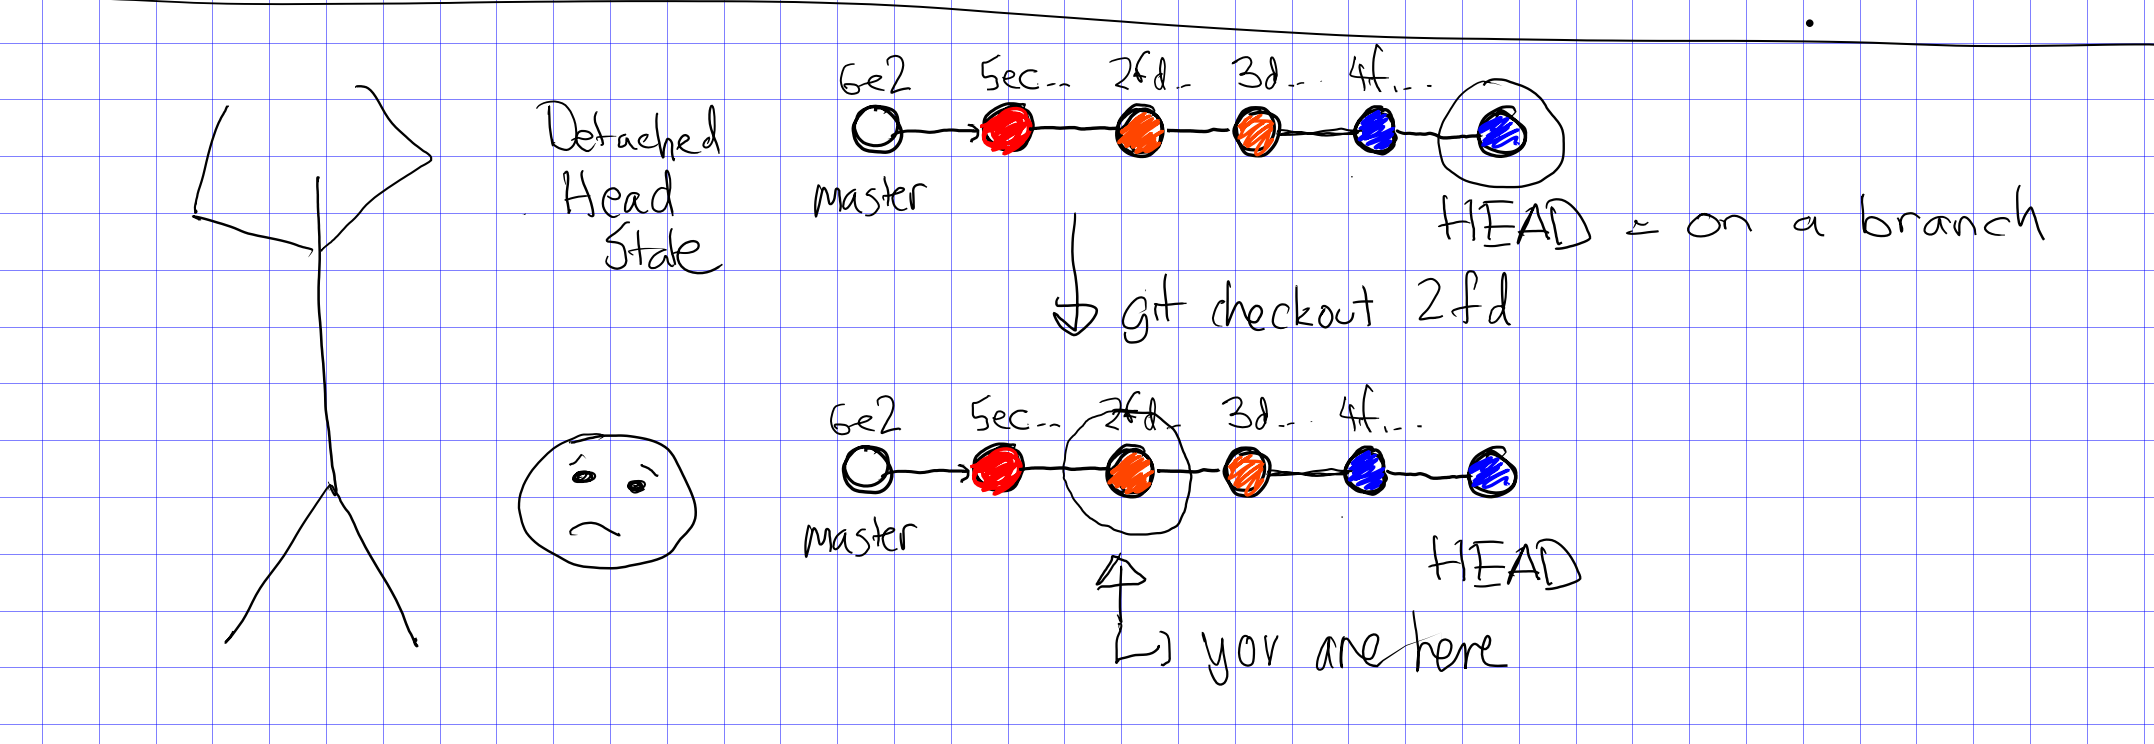 Detached
Head
State
6e2 5ec... 2fd.. 3d... 4f....
master
HEAD = on a branch
git checkout 2fd
6e2 5ec... 2fd.. 3d... 4f....
master
HEAD
you are here